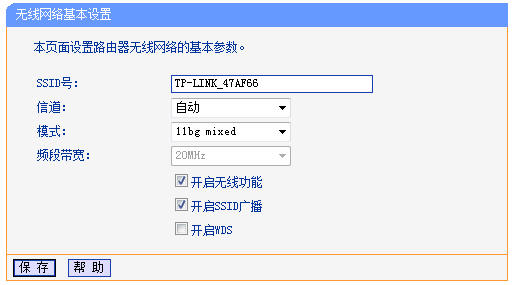 无线网络基本设置
本页面设置路由器无线网络的基本参数。
SSID号： TP-LINK_47AF66
信道： 自动
模式： 11bg mixed
频段带宽： 20MHz
开启无线功能
开启SSID广播
开启WDS
保 存 帮 助